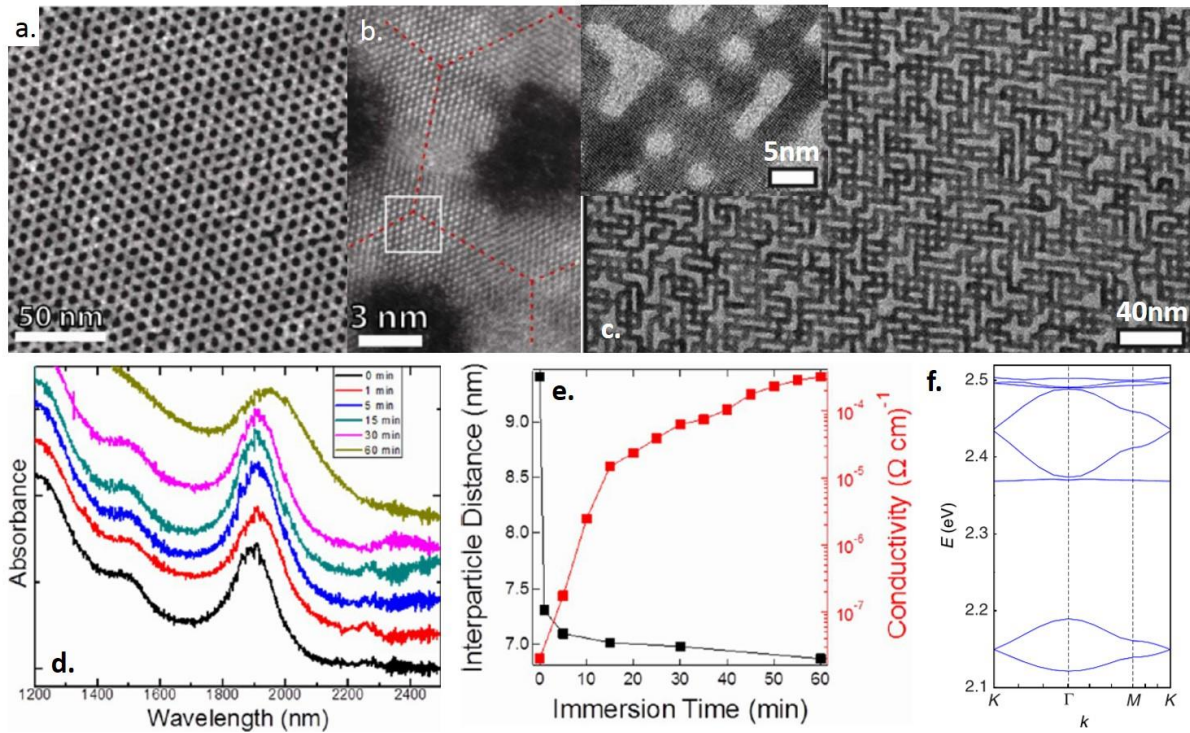 a.
50 nm
b.
3 nm
5nm
c.
40nm
Absorbance
0 min
1 min
5 min
15 min
30 min
60 min
d.
1200 1400 1600 1800 2000 2200 2400
Wavelength (nm)
Interparticle Distance (nm)
9.0
8.5
8.0
7.5
7.0
e.
10⁻⁴
10⁻⁵
10⁻⁶
10⁻⁷
Conductivity (Ω cm)⁻¹
0 10 20 30 40 50 60
Immersion Time (min)
f.
E (eV)
2.5
2.4
2.3
2.2
2.1
K Γ M K
k